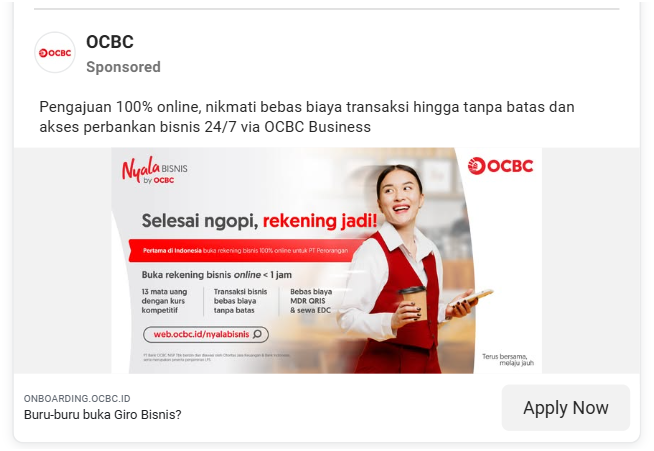 OCBC
OCBC
Sponsored
Pengajuan 100% online, nikmati bebas biaya transaksi hingga tanpa batas dan
akses perbankan bisnis 24/7 via OCBC Business
Nyala BISNIS
by OCBC
OCBC
Selesai ngopi, rekening jadi!
Pertama di Indonesia buka rekening bisnis 100% online untuk PT Perorangan
Buka rekening bisnis online < 1 jam
13 mata uang
dengan kurs
kompetitif
Transaksi bisnis
bebas biaya
tanpa batas
Bebas biaya
MDR QRIS
& sewa EDC
web.ocbc.id/nyalabisnis
Terus bersama,
melaju jauh
ONBOARDING.OCBC.ID
Buru-buru buka Giro Bisnis?
Apply Now